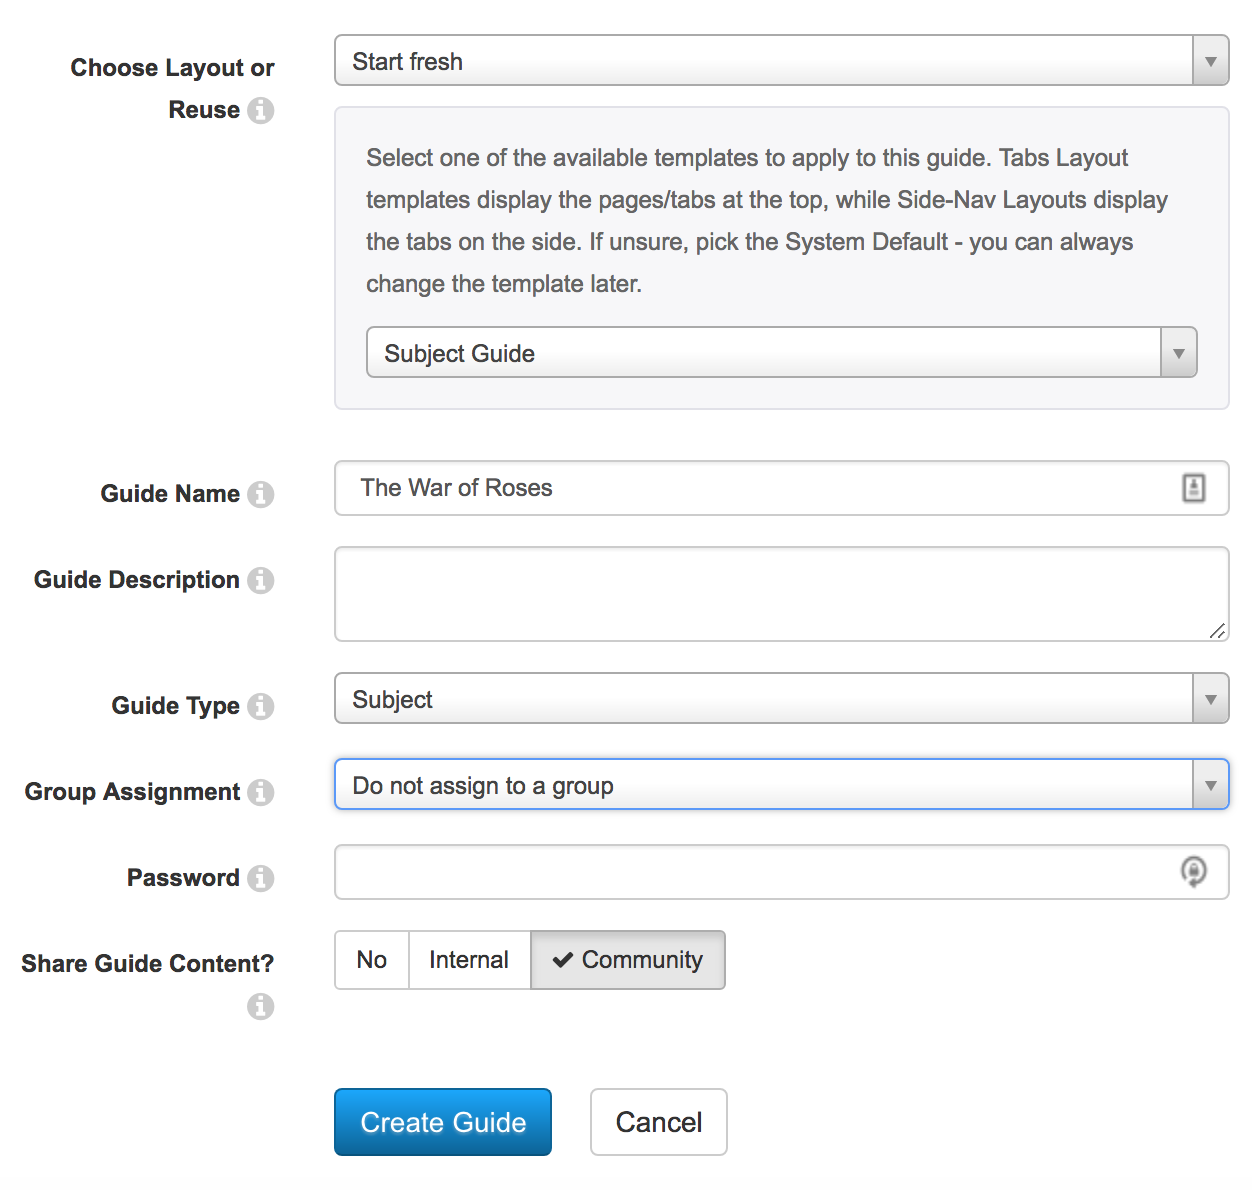 Choose Layout or
Reuse
Start fresh
Select one of the available templates to apply to this guide. Tabs Layout
templates display the pages/tabs at the top, while Side-Nav Layouts display
the tabs on the side. If unsure, pick the System Default - you can always
change the template later.
Subject Guide
Guide Name
The War of Roses
Guide Description
Guide Type
Subject
Group Assignment
Do not assign to a group
Password
Share Guide Content?
No Internal Community
Create Guide Cancel